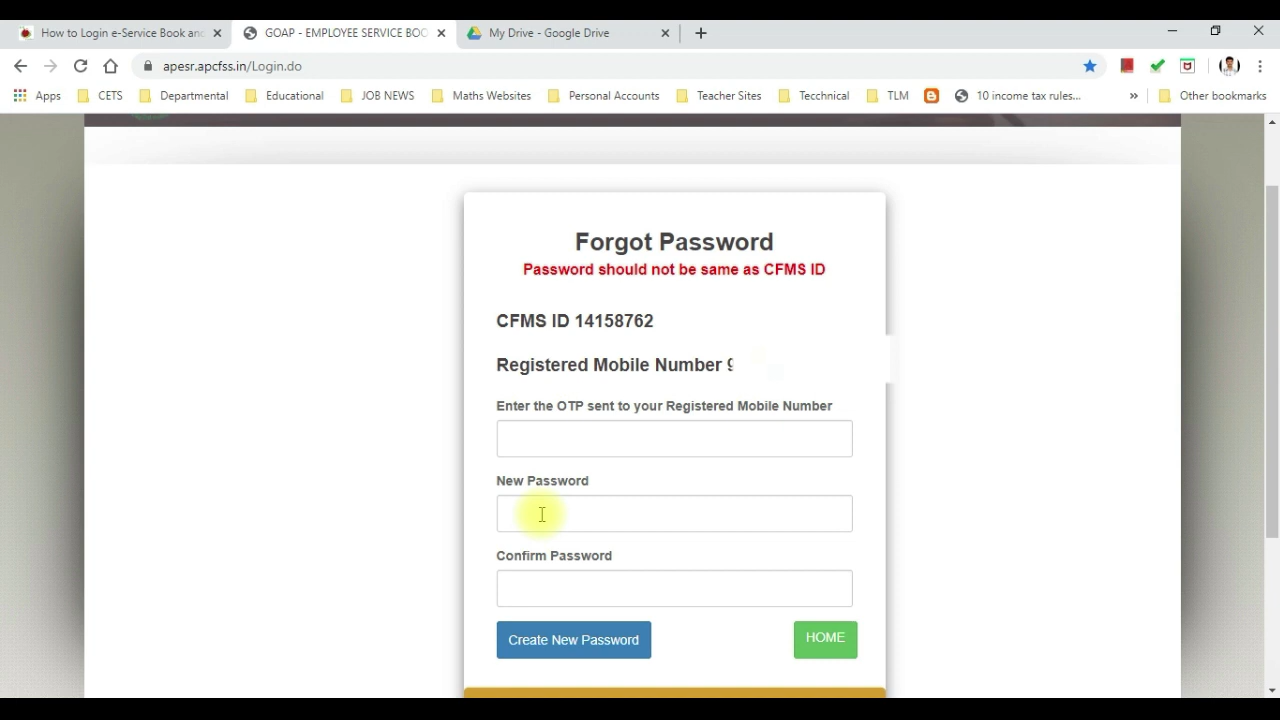 How to Login e-Service Book and
GOAP - EMPLOYEE SERVICE BOO
My Drive - Google Drive
apesr.apcfss.in/Login.do
Apps
CETS
Departmental
Educational
JOB NEWS
Maths Websites
Personal Accounts
Teacher Sites
Tecchnical
TLM
10 income tax rules...
»
Other bookmarks
Forgot Password
Password should not be same as CFMS ID
CFMS ID 14158762
Registered Mobile Number 9
Enter the OTP sent to your Registered Mobile Number
New Password
Confirm Password
Create New Password
HOME